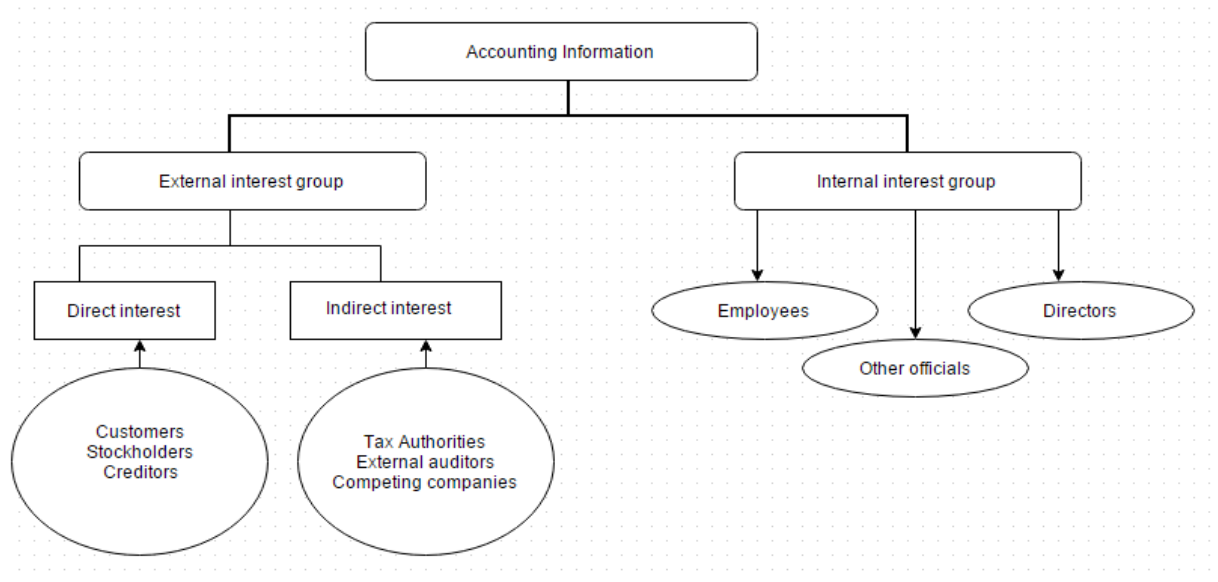 Accounting Information
External interest group
Internal interest group
Direct interest
Indirect interest
Employees
Directors
Other officials
Customers
Stockholders
Creditors
Tax Authorities
External auditors
Competing companies